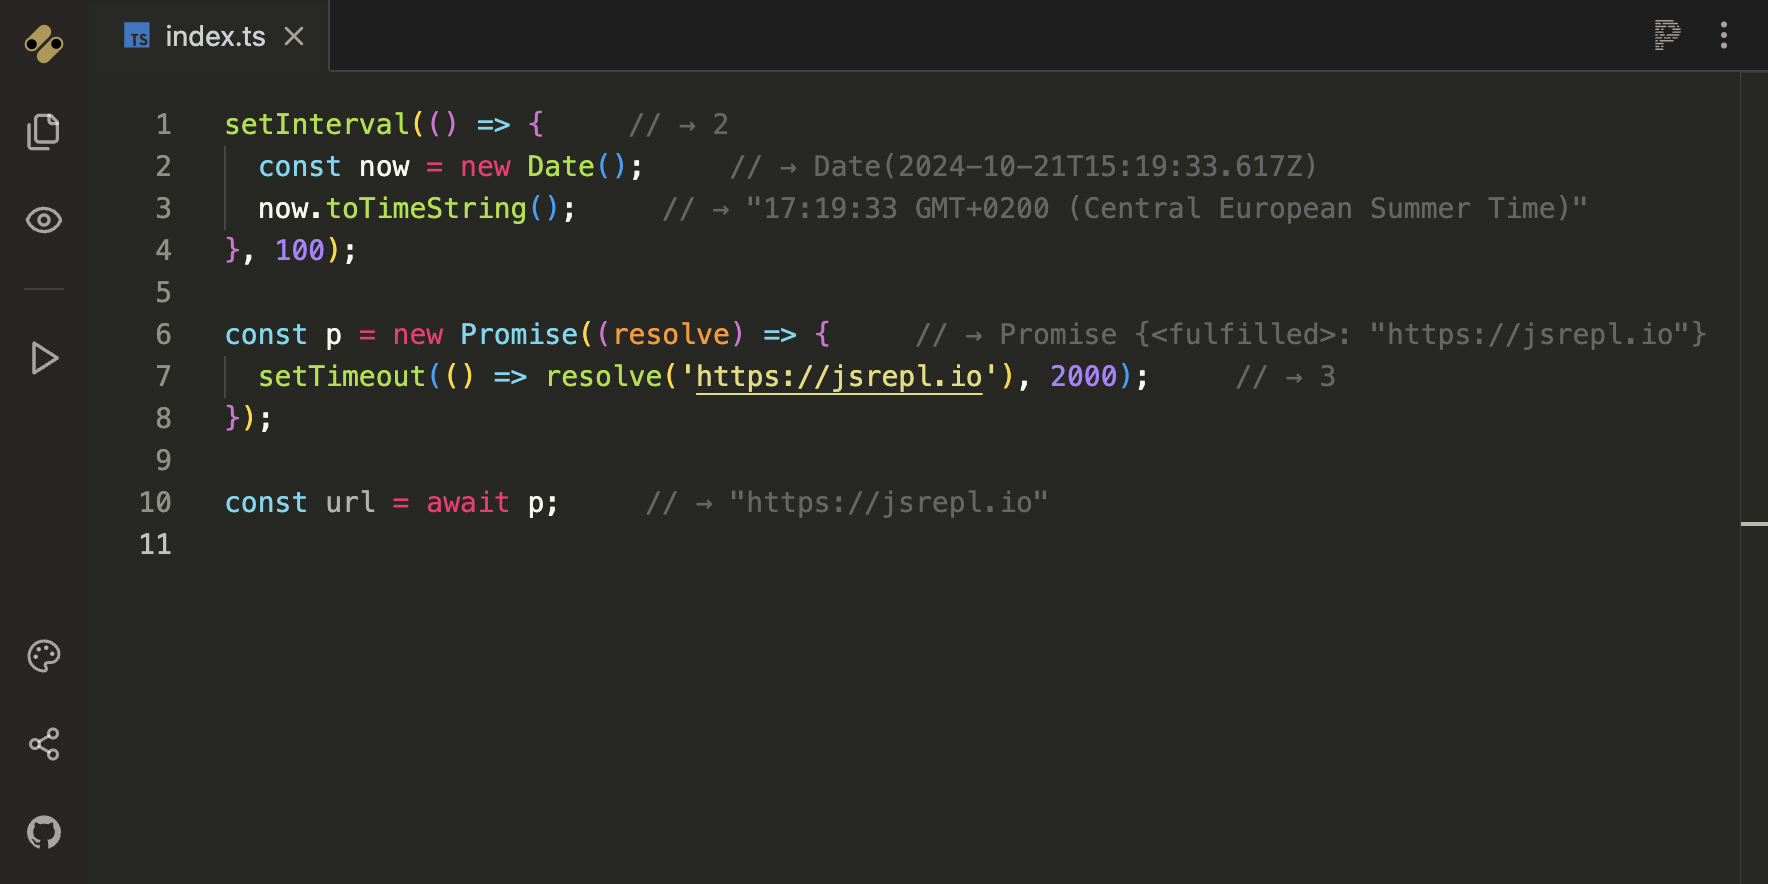 TS index.ts
1 setInterval(() => { // → 2
2 const now = new Date(); // → Date(2024-10-21T15:19:33.617Z)
3 now.toTimeString(); // → "17:19:33 GMT+0200 (Central European Summer Time)"
4 }, 100);
5
6 const p = new Promise((resolve) => { // → Promise {<fulfilled>: "https://jsrepl.io"}
7 setTimeout(() => resolve('https://jsrepl.io'), 2000); // → 3
8 });
9
10 const url = await p; // → "https://jsrepl.io"
11